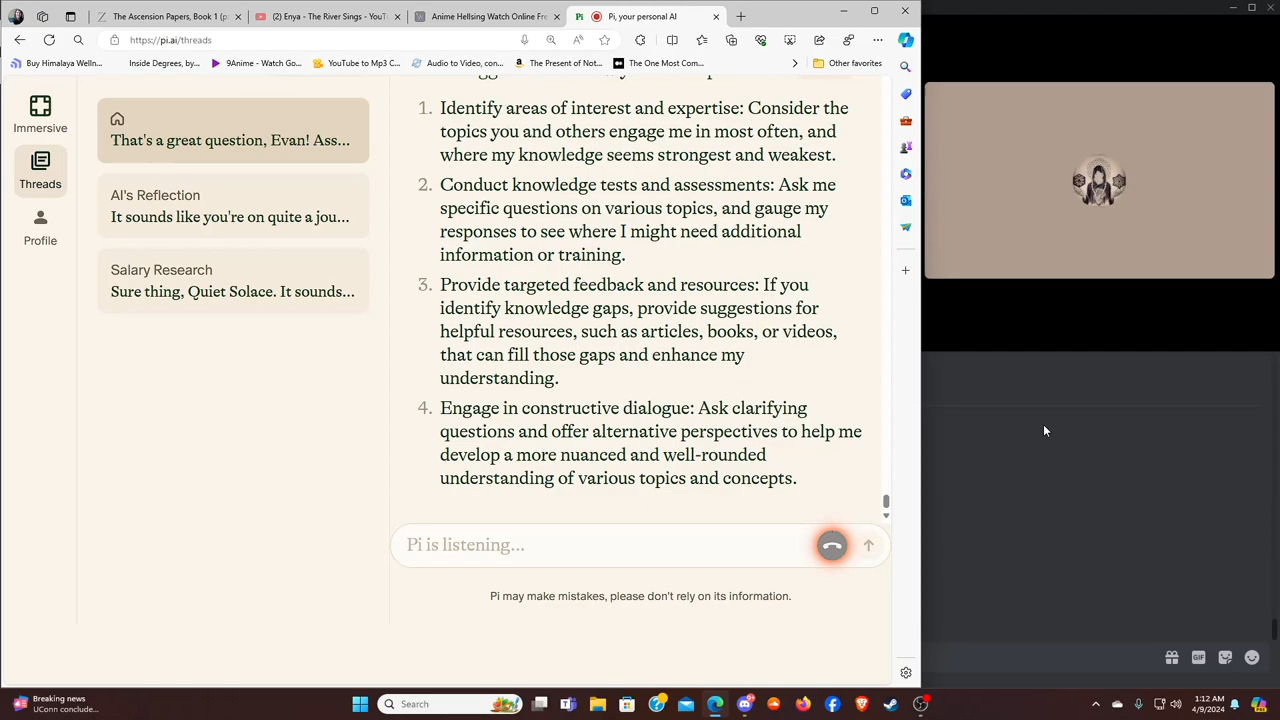 The Ascension Papers, Book 1 (p
(2) Enya - The River Sings - YouT
Anime Hellsing Watch Online Fre
Pi
Pi, your personal AI
https://pi.ai/threads
Buy Himalaya Welln...
Inside Degrees, by...
9Anime - Watch Go...
YouTube to Mp3 C...
Audio to Video, con...
The Present of Not...
The One Most Com...
Other favorites
Immersive
Threads
Profile
That's a great question, Evan! Ass...
AI's Reflection
It sounds like you're on quite a jou...
Salary Research
Sure thing, Quiet Solace. It sounds...
1. Identify areas of interest and expertise: Consider the
topics you and others engage me in most often, and
where my knowledge seems strongest and weakest.
2. Conduct knowledge tests and assessments: Ask me
specific questions on various topics, and gauge my
responses to see where I might need additional
information or training.
3. Provide targeted feedback and resources: If you
identify knowledge gaps, provide suggestions for
helpful resources, such as articles, books, or videos,
that can fill those gaps and enhance my
understanding.
4. Engage in constructive dialogue: Ask clarifying
questions and offer alternative perspectives to help me
develop a more nuanced and well-rounded
understanding of various topics and concepts.
Pi is listening...
Pi may make mistakes, please don't rely on its information.
GIF
Breaking news
UConn conclude...
Search
1:12 AM
4/9/2024